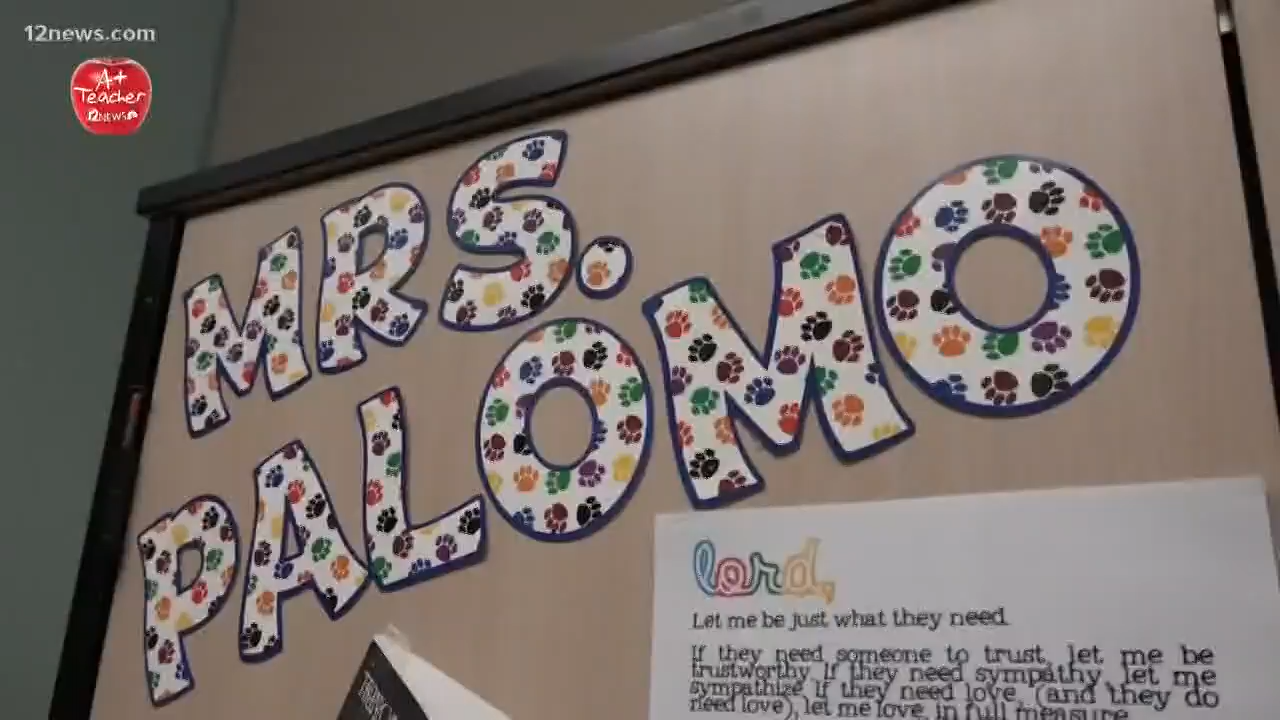 12news.com
A+
Teacher
12 NEWS
MRS.
PALOMO
lord,
Let me be just what they need.
If they need someone to trust, let me be
trustworthy. If they need sympathy, let me
sympathize. If they need love, (and they do
need love), let me love, in full measure.